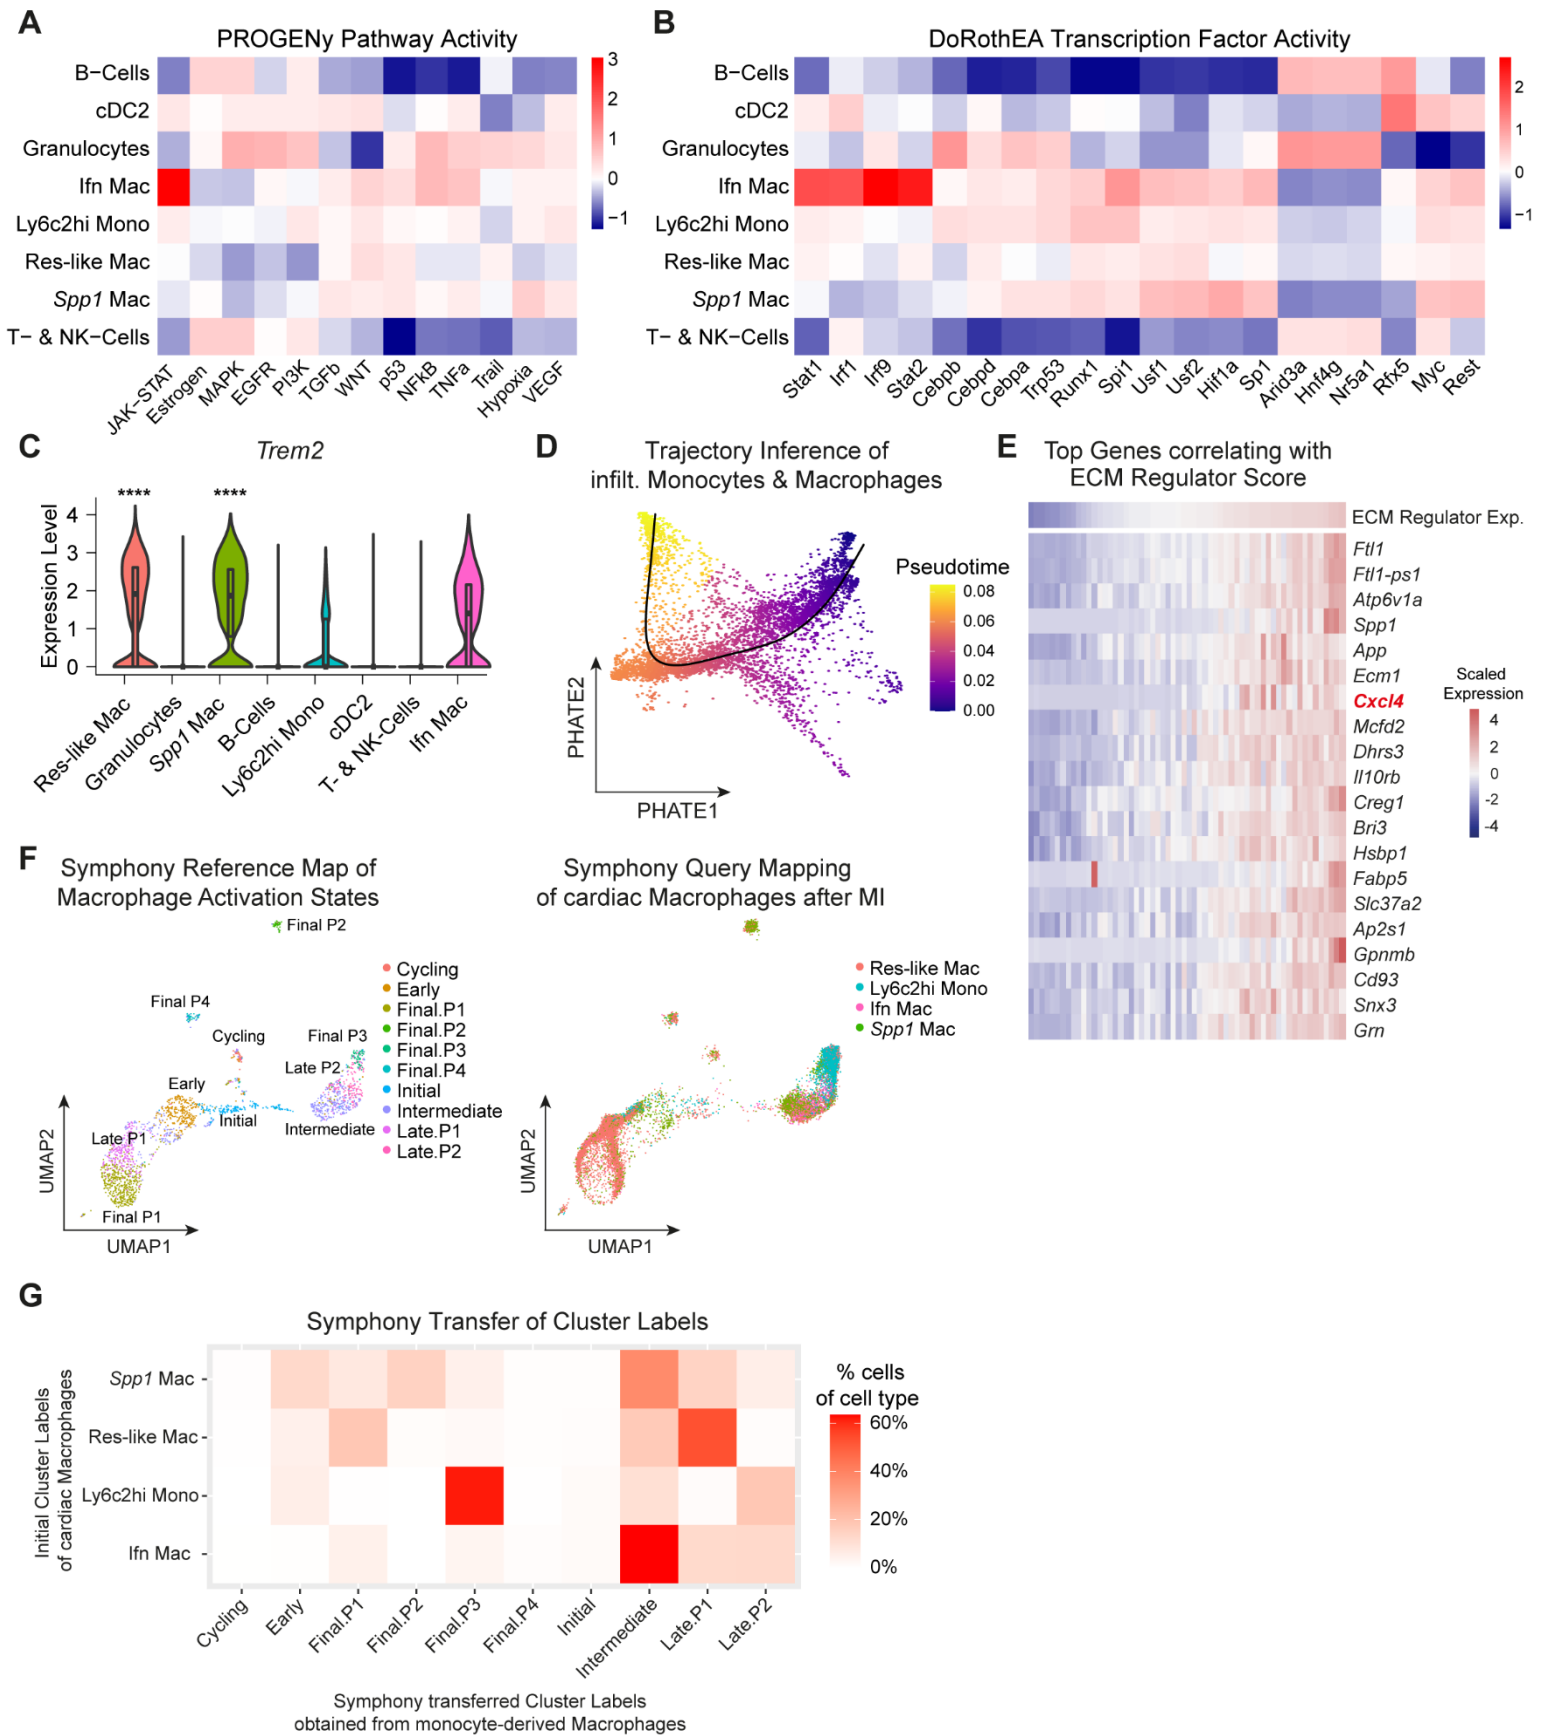 A
PROGENy Pathway Activity
B-Cells
cDC2
Granulocytes
Ifn Mac
Ly6c2hi Mono
Res-like Mac
Spp1 Mac
T- & NK-Cells
JAK-STAT
Estrogen
MAPK
EGFR
PI3K
TGFb
WNT
p53
NFkB
TNFa
Trail
Hypoxia
VEGF
3
2
1
0
-1
B
DoRothEA Transcription Factor Activity
B-Cells
cDC2
Granulocytes
Ifn Mac
Ly6c2hi Mono
Res-like Mac
Spp1 Mac
T- & NK-Cells
Stat1
Irf1
Irf9
Stat2
Cebpb
Cebpd
Cebpa
Trp53
Runx1
Spi1
Usf1
Usf2
Hif1a
Sp1
Arid3a
Hnf4g
Nr5a1
Rfx5
Myc
Rest
2
1
0
-1
C
Trem2
Expression Level
4
3
2
1
0
****
****
Res-like Mac
Granulocytes
Spp1 Mac
B-Cells
Ly6c2hi Mono
cDC2
T- & NK-Cells
Ifn Mac
D
Trajectory Inference of
infilt. Monocytes & Macrophages
Pseudotime
0.08
0.06
0.04
0.02
0.00
PHATE2
PHATE1
E
Top Genes correlating with
ECM Regulator Score
ECM Regulator Exp.
Ftl1
Ftl1-ps1
Atp6v1a
Spp1
App
Ecm1
Cxcl4
Mcfd2
Dhrs3
Il10rb
Creg1
Bri3
Hsbp1
Fabp5
Slc37a2
Ap2s1
Gpnmb
Cd93
Snx3
Grn
Scaled
Expression
4
2
0
-2
-4
F
Symphony Reference Map of
Macrophage Activation States
Final P2
Final P4
Cycling
Final P3
Late P2
Early
Initial
Intermediate
Late P1
Final P1
Cycling
Early
Final.P1
Final.P2
Final.P3
Final.P4
Initial
Intermediate
Late.P1
Late.P2
UMAP2
UMAP1
Symphony Query Mapping
of cardiac Macrophages after MI
Res-like Mac
Ly6c2hi Mono
Ifn Mac
Spp1 Mac
UMAP2
UMAP1
G
Symphony Transfer of Cluster Labels
Initial Cluster Labels
of cardiac Macrophages
Spp1 Mac
Res-like Mac
Ly6c2hi Mono
Ifn Mac
Cycling
Early
Final.P1
Final.P2
Final.P3
Final.P4
Initial
Intermediate
Late.P1
Late.P2
% cells
of cell type
60%
40%
20%
0%
Symphony transferred Cluster Labels
obtained from monocyte-derived Macrophages